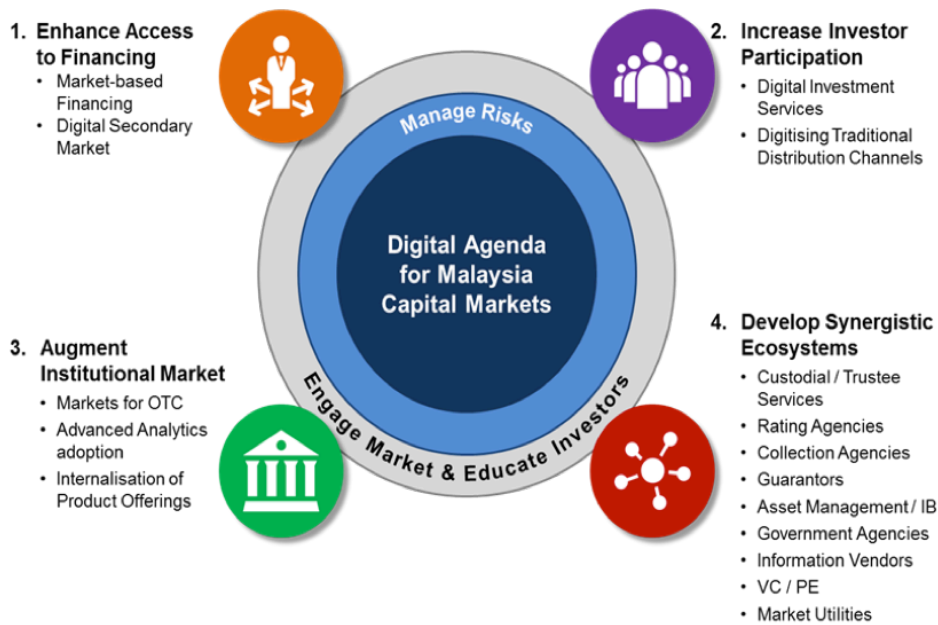 1. Enhance Access
to Financing
• Market-based
Financing
• Digital Secondary
Market
2. Increase Investor
Participation
• Digital Investment
Services
• Digitising Traditional
Distribution Channels
Manage Risks
Digital Agenda
for Malaysia
Capital Markets
Engage Market & Educate Investors
3. Augment
Institutional Market
• Markets for OTC
• Advanced Analytics
adoption
• Internalisation of
Product Offerings
4. Develop Synergistic
Ecosystems
• Custodial / Trustee
Services
• Rating Agencies
• Collection Agencies
• Guarantors
• Asset Management / IB
• Government Agencies
• Information Vendors
• VC / PE
• Market Utilities